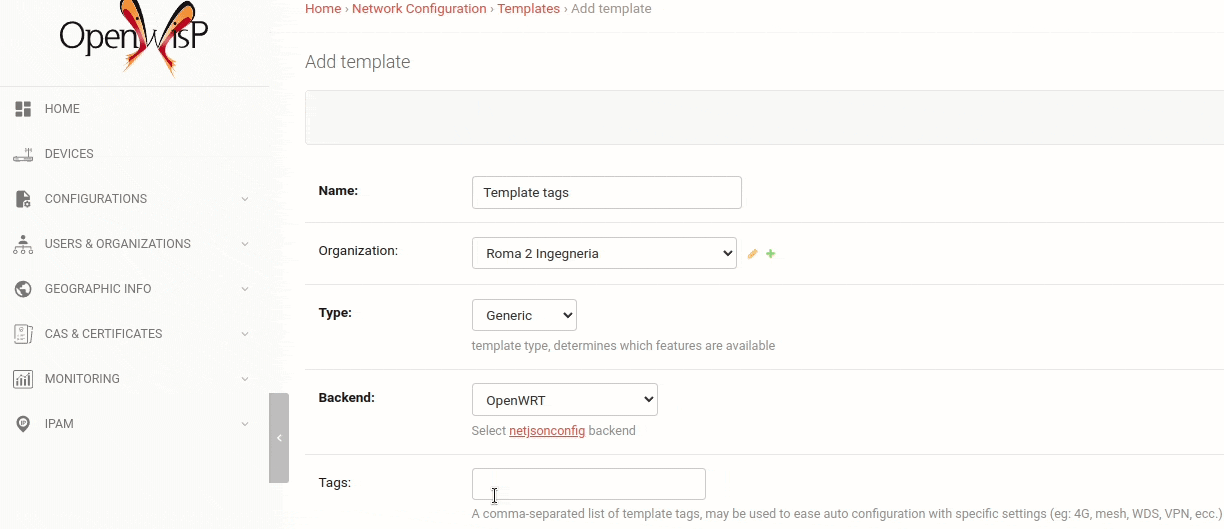 OpenWISP
HOME
DEVICES
CONFIGURATIONS
USERS & ORGANIZATIONS
GEOGRAPHIC INFO
CAS & CERTIFICATES
MONITORING
IPAM
Home › Network Configuration › Templates › Add template
Add template
Name: Template tags
Organization: Roma 2 Ingegneria
Type: Generic
template type, determines which features are available
Backend: OpenWRT
Select netjsonconfig backend
Tags:
A comma-separated list of template tags, may be used to ease auto configuration with specific settings (eg: 4G, mesh, WDS, VPN, ecc.)